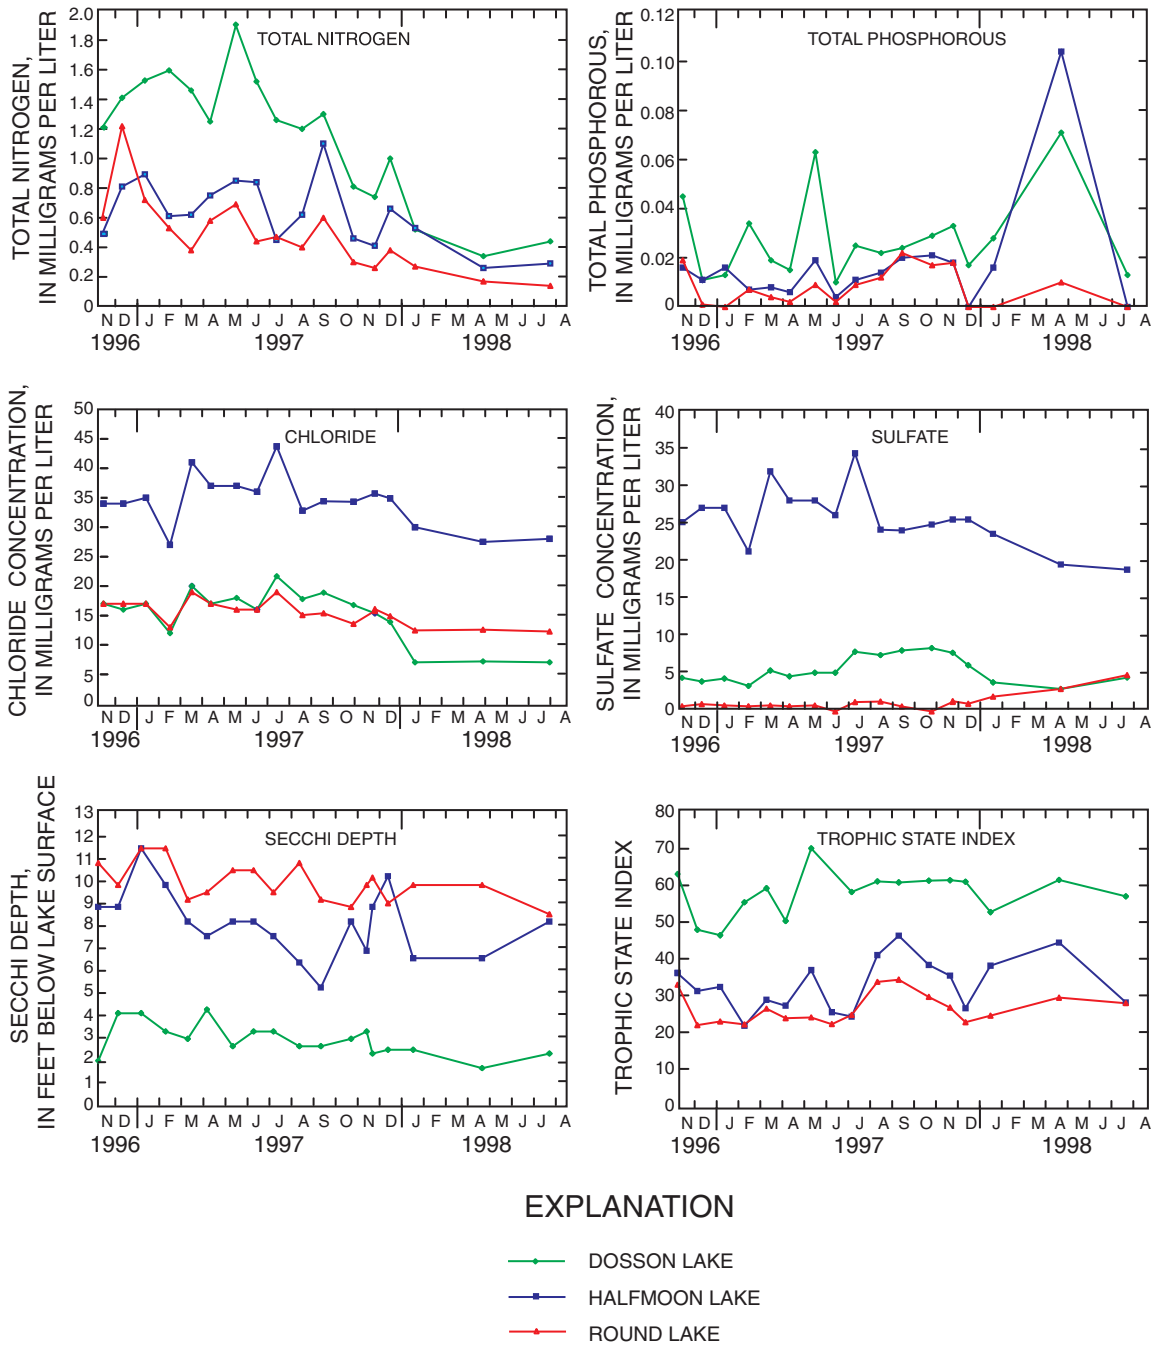 TOTAL NITROGEN,
IN MILLIGRAMS PER LITER
2.0
1.8
1.6
1.4
1.2
1.0
0.8
0.6
0.4
0.2
0
TOTAL NITROGEN
N D J F M A M J J A S O N D J F M A M J J A
1996 1997 1998
TOTAL PHOSPHOROUS,
IN MILLIGRAMS PER LITER
0.12
0.10
0.08
0.06
0.04
0.02
0
TOTAL PHOSPHOROUS
N D J F M A M J J A S O N D J F M A M J J A
1996 1997 1998
CHLORIDE CONCENTRATION,
IN MILLIGRAMS PER LITER
50
45
40
35
30
25
20
15
10
5
0
CHLORIDE
N D J F M A M J J A S O N D J F M A M J J A
1996 1997 1998
SULFATE CONCENTRATION,
IN MILLIGRAMS PER LITER
40
35
30
25
20
15
10
5
0
SULFATE
N D J F M A M J J A S O N D J F M A M J J A
1996 1997 1998
SECCHI DEPTH,
IN FEET BELOW LAKE SURFACE
13
12
11
10
9
8
7
6
5
4
3
2
1
0
SECCHI DEPTH
N D J F M A M J J A S O N D J F M A M J J A
1996 1997 1998
TROPHIC STATE INDEX
80
70
60
50
40
30
20
10
0
TROPHIC STATE INDEX
N D J F M A M J J A S O N D J F M A M J J A
1996 1997 1998
EXPLANATION
DOSSON LAKE
HALFMOON LAKE
ROUND LAKE